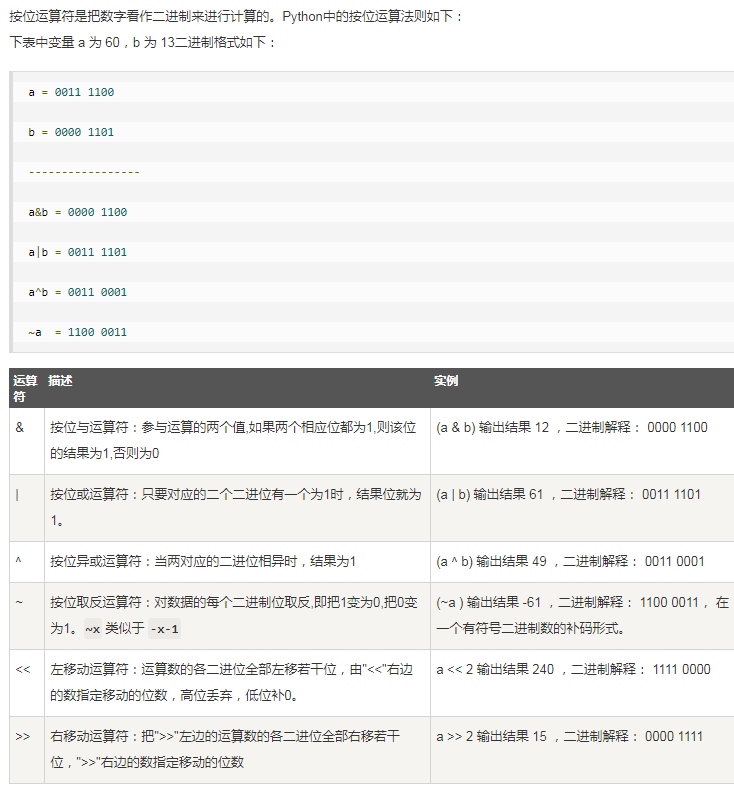 按位运算符是把数字看作二进制来进行计算的。Python中的按位运算法则如下：
下表中变量 a 为 60，b 为 13二进制格式如下：
a = 0011 1100
b = 0000 1101
-----------------
a&b = 0000 1100
a|b = 0011 1101
a^b = 0011 0001
~a  = 1100 0011
运算符 描述 实例
& 按位与运算符：参与运算的两个值,如果两个相应位都为1,则该位的结果为1,否则为0 (a & b) 输出结果 12 ，二进制解释： 0000 1100
| 按位或运算符：只要对应的二个二进位有一个为1时，结果位就为1。 (a | b) 输出结果 61 ，二进制解释： 0011 1101
^ 按位异或运算符：当两对应的二进位相异时，结果为1 (a ^ b) 输出结果 49 ，二进制解释： 0011 0001
~ 按位取反运算符：对数据的每个二进制位取反,即把1变为0,把0变为1。~x 类似于 -x-1 (~a ) 输出结果 -61 ，二进制解释： 1100 0011， 在一个有符号二进制数的补码形式。
<< 左移动运算符：运算数的各二进位全部左移若干位，由"<<"右边的数指定移动的位数，高位丢弃，低位补0。 a << 2 输出结果 240 ，二进制解释： 1111 0000
>> 右移动运算符：把">>"左边的运算数的各二进位全部右移若干位，">>"右边的数指定移动的位数 a >> 2 输出结果 15 ，二进制解释： 0000 1111